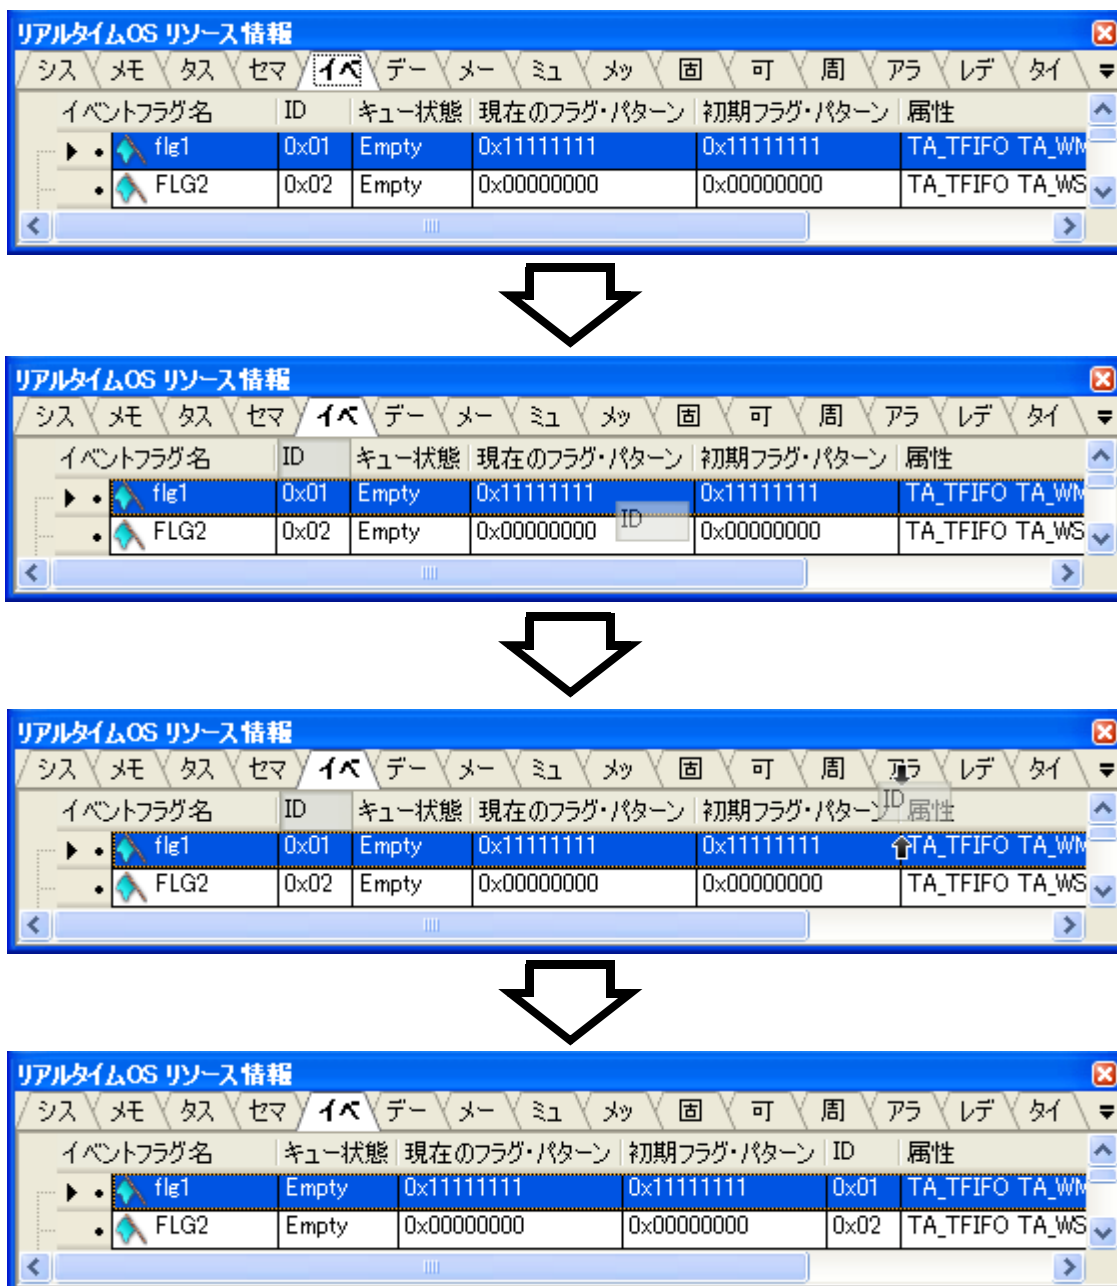 リアルタイムOS リソース情報
シス メモ タス セマ イベ デー メー ミュ メッ 固 可 周 アラ レデ タイ
イベントフラグ名 ID キュー状態 現在のフラグ・パターン 初期フラグ・パターン 属性
flg1 0x01 Empty 0x11111111 0x11111111 TA_TFIFO TA_WM
FLG2 0x02 Empty 0x00000000 0x00000000 TA_TFIFO TA_WS
リアルタイムOS リソース情報
シス メモ タス セマ イベ デー メー ミュ メッ 固 可 周 アラ レデ タイ
イベントフラグ名 ID キュー状態 現在のフラグ・パターン 初期フラグ・パターン 属性
flg1 0x01 Empty 0x11111111 0x11111111 TA_TFIFO TA_WM
ID
FLG2 0x02 Empty 0x00000000 0x00000000 TA_TFIFO TA_WS
リアルタイムOS リソース情報
シス メモ タス セマ イベ デー メー ミュ メッ 固 可 周 アラ レデ タイ
ID
イベントフラグ名 ID キュー状態 現在のフラグ・パターン 初期フラグ・パターン 属性
flg1 0x01 Empty 0x11111111 0x11111111 TA_TFIFO TA_WM
FLG2 0x02 Empty 0x00000000 0x00000000 TA_TFIFO TA_WS
リアルタイムOS リソース情報
シス メモ タス セマ イベ デー メー ミュ メッ 固 可 周 アラ レデ タイ
イベントフラグ名 キュー状態 現在のフラグ・パターン 初期フラグ・パターン ID 属性
flg1 Empty 0x11111111 0x11111111 0x01 TA_TFIFO TA_WM
FLG2 Empty 0x00000000 0x00000000 0x02 TA_TFIFO TA_WS